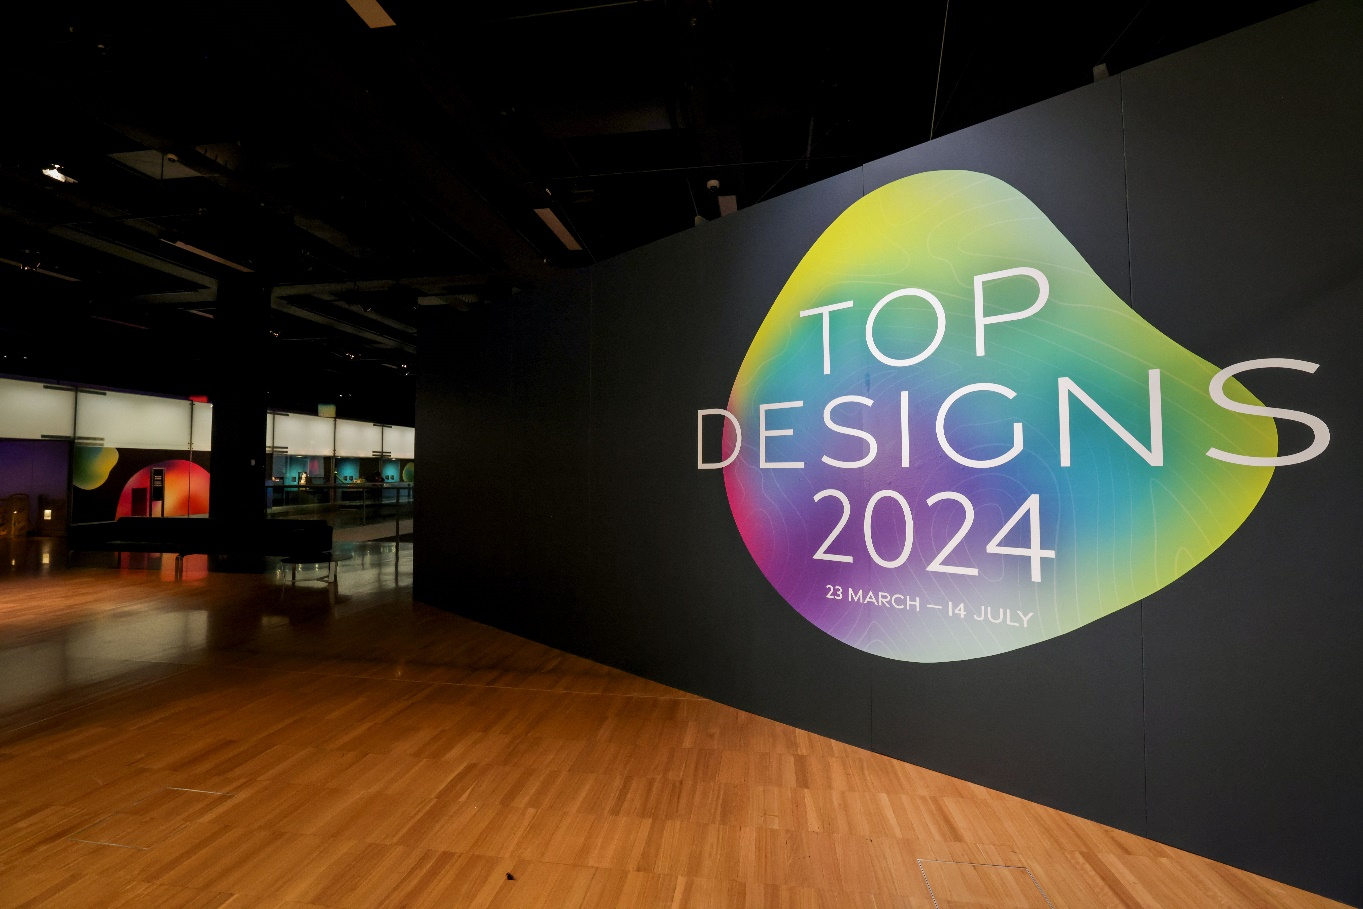 TOP
DESIGNS
2024
23 MARCH – 14 JULY